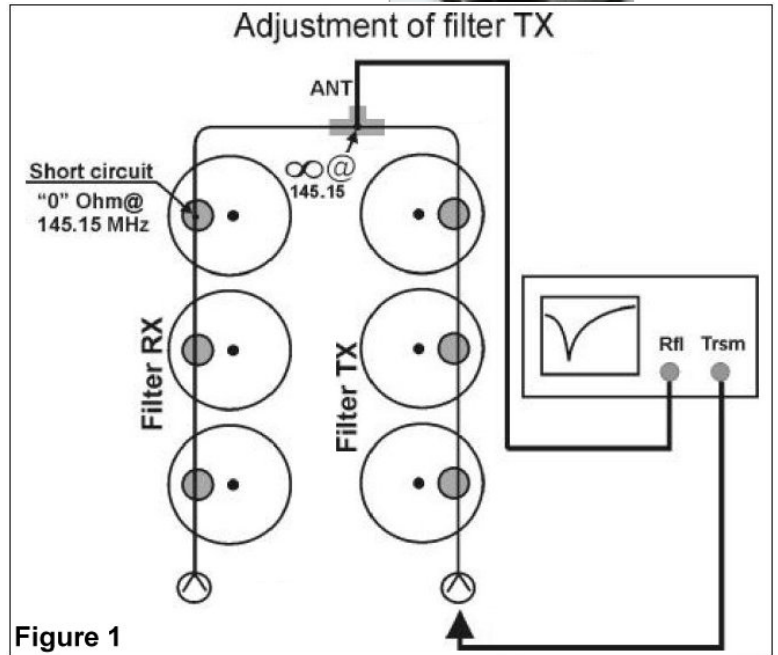 Adjustment of filter TX
ANT
∞@
145.15
Short circuit
“0” Ohm@
145.15 MHz
Filter RX
Filter TX
Rfl Trsm
Figure 1